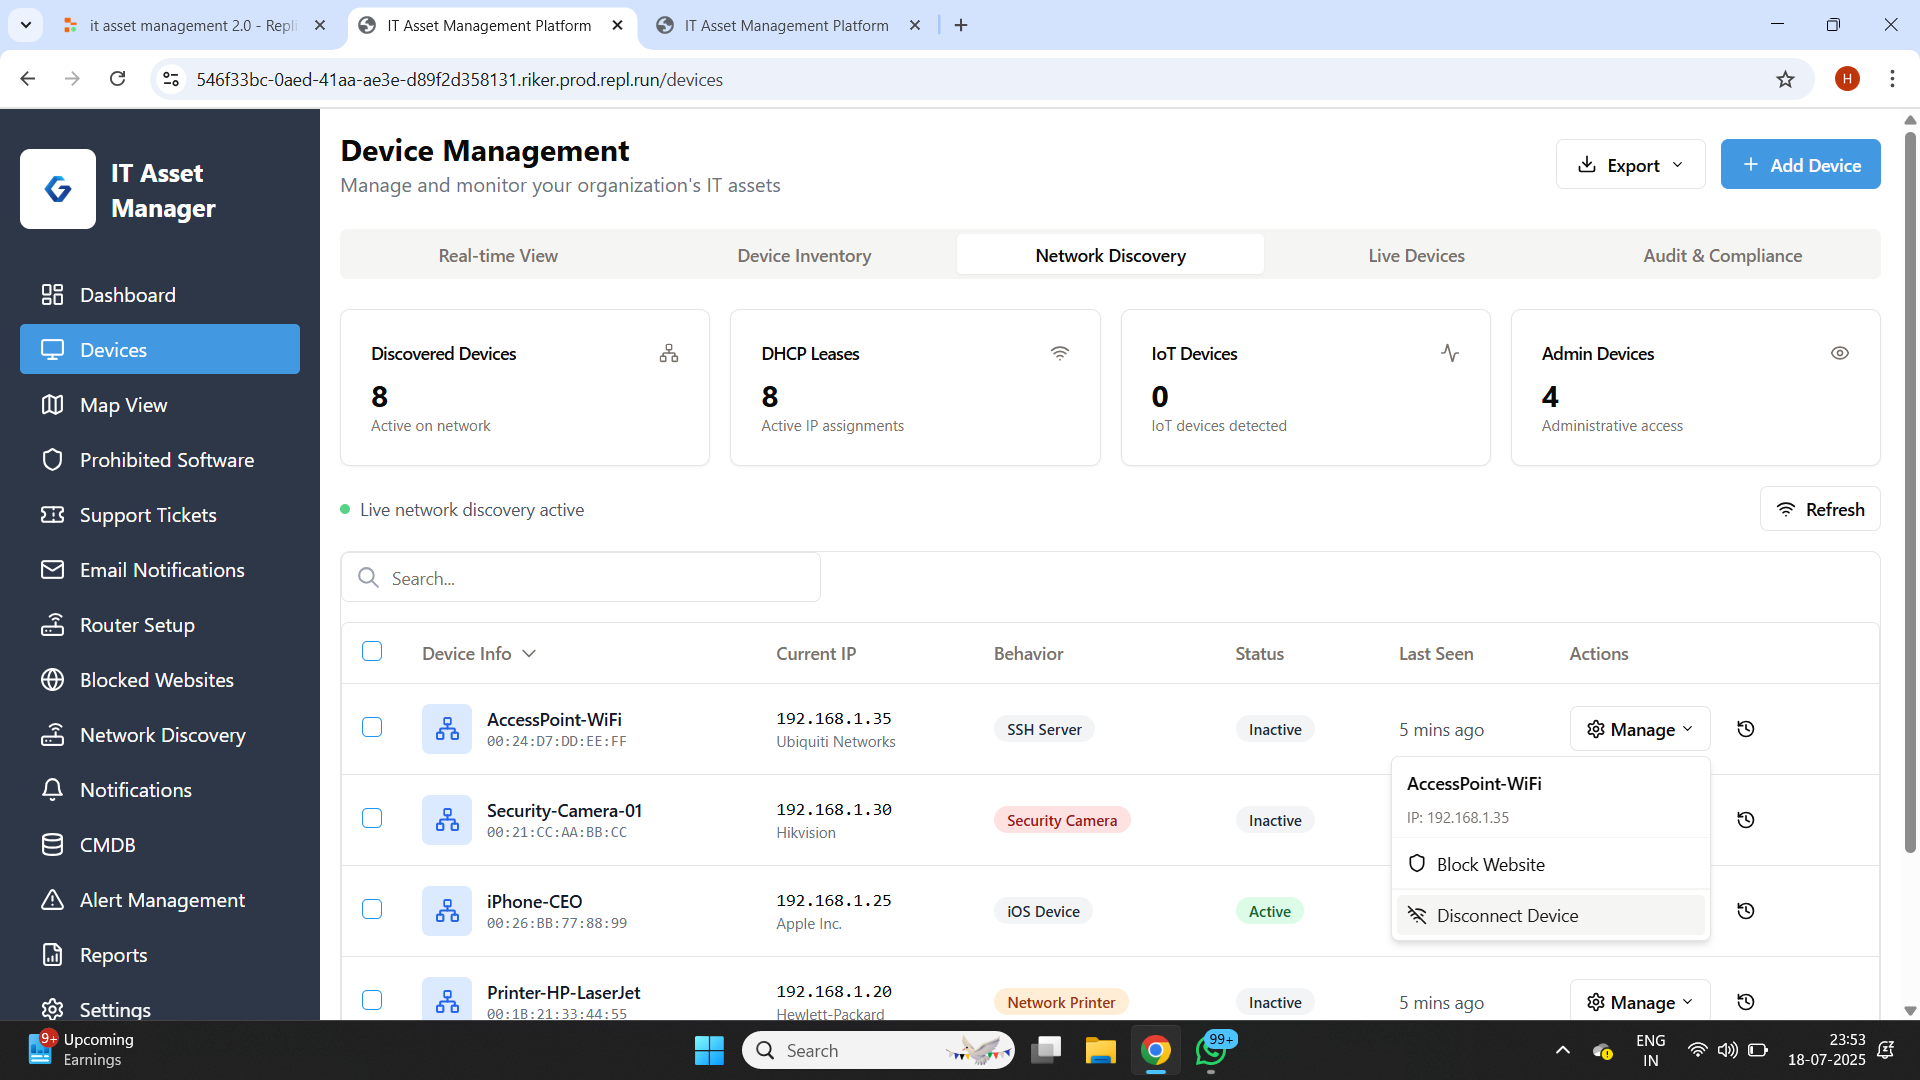 it asset management 2.0 - Repli
IT Asset Management Platform
IT Asset Management Platform
546f33bc-0aed-41aa-ae3e-d89f2d358131.riker.prod.repl.run/devices
H
IT Asset
Manager
Dashboard
Devices
Map View
Prohibited Software
Support Tickets
Email Notifications
Router Setup
Blocked Websites
Network Discovery
Notifications
CMDB
Alert Management
Reports
Settings
Device Management
Manage and monitor your organization's IT assets
Export
Add Device
Real-time View
Device Inventory
Network Discovery
Live Devices
Audit & Compliance
Discovered Devices
8
Active on network
DHCP Leases
8
Active IP assignments
IoT Devices
0
IoT devices detected
Admin Devices
4
Administrative access
Live network discovery active
Refresh
Search...
Device Info Current IP Behavior Status Last Seen Actions
AccessPoint-WiFi 192.168.1.35 SSH Server Inactive 5 mins ago Manage
00:24:D7:DD:EE:FF Ubiquiti Networks
Security-Camera-01 192.168.1.30 Security Camera Inactive
00:21:CC:AA:BB:CC Hikvision
iPhone-CEO 192.168.1.25 iOS Device Active
00:26:BB:77:88:99 Apple Inc.
Printer-HP-LaserJet 192.168.1.20 Network Printer Inactive 5 mins ago Manage
00:1B:21:33:44:55 Hewlett-Packard
AccessPoint-WiFi
IP: 192.168.1.35
Block Website
Disconnect Device
9+
Upcoming
Earnings
Search
99+
ENG
IN
23:53
18-07-2025